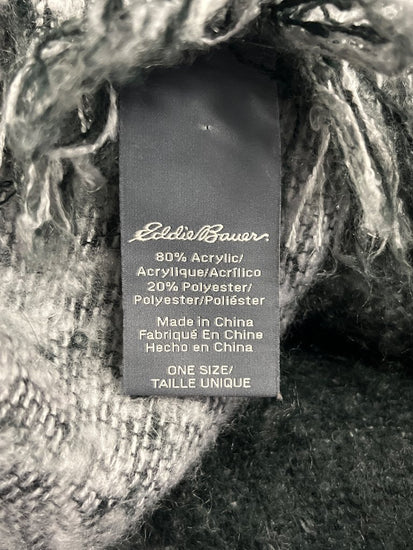 Eddie Bauer
80% Acrylic/
Acrylique/Acrílico
20% Polyester/
Polyester/Poliéster
Made in China
Fabriqué En Chine
Hecho en China
ONE SIZE/
TAILLE UNIQUE